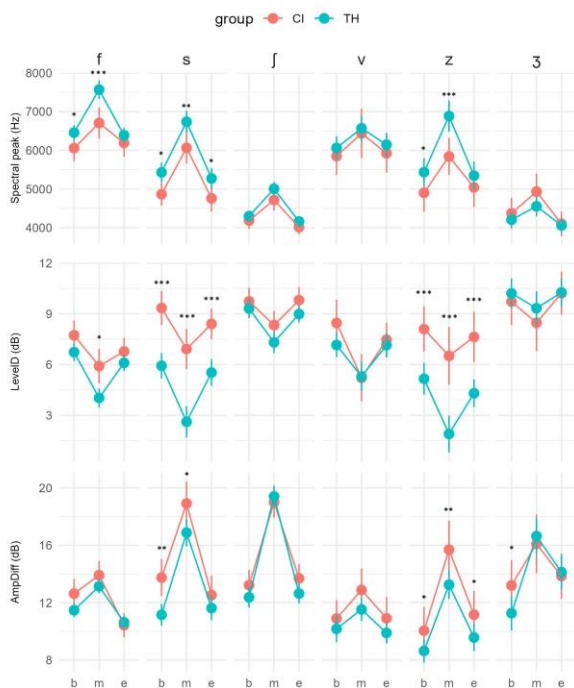 group CI TH
f s ʃ v z ʒ
Spectral peak (Hz)
8000
7000
6000
5000
4000
* ***
* ** *
* ***
LevelD (dB)
12
9
6
3
*
*** *** ***
*** *** ***
AmpDiff (dB)
20
16
12
8
** *
* ** *
*
b m e b m e b m e b m e b m e b m e